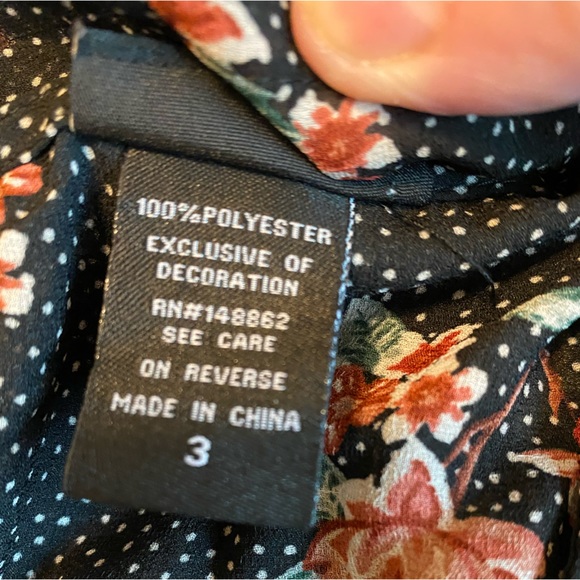 100%POLYESTER
EXCLUSIVE OF
DECORATION
RN#148862
SEE CARE
ON REVERSE
MADE IN CHINA
3